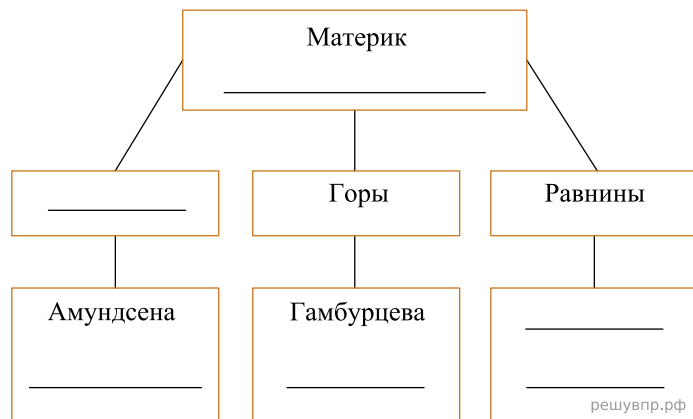 Материк
Горы
Равнины
Амундсена
Гамбурцева
решувпр.рф